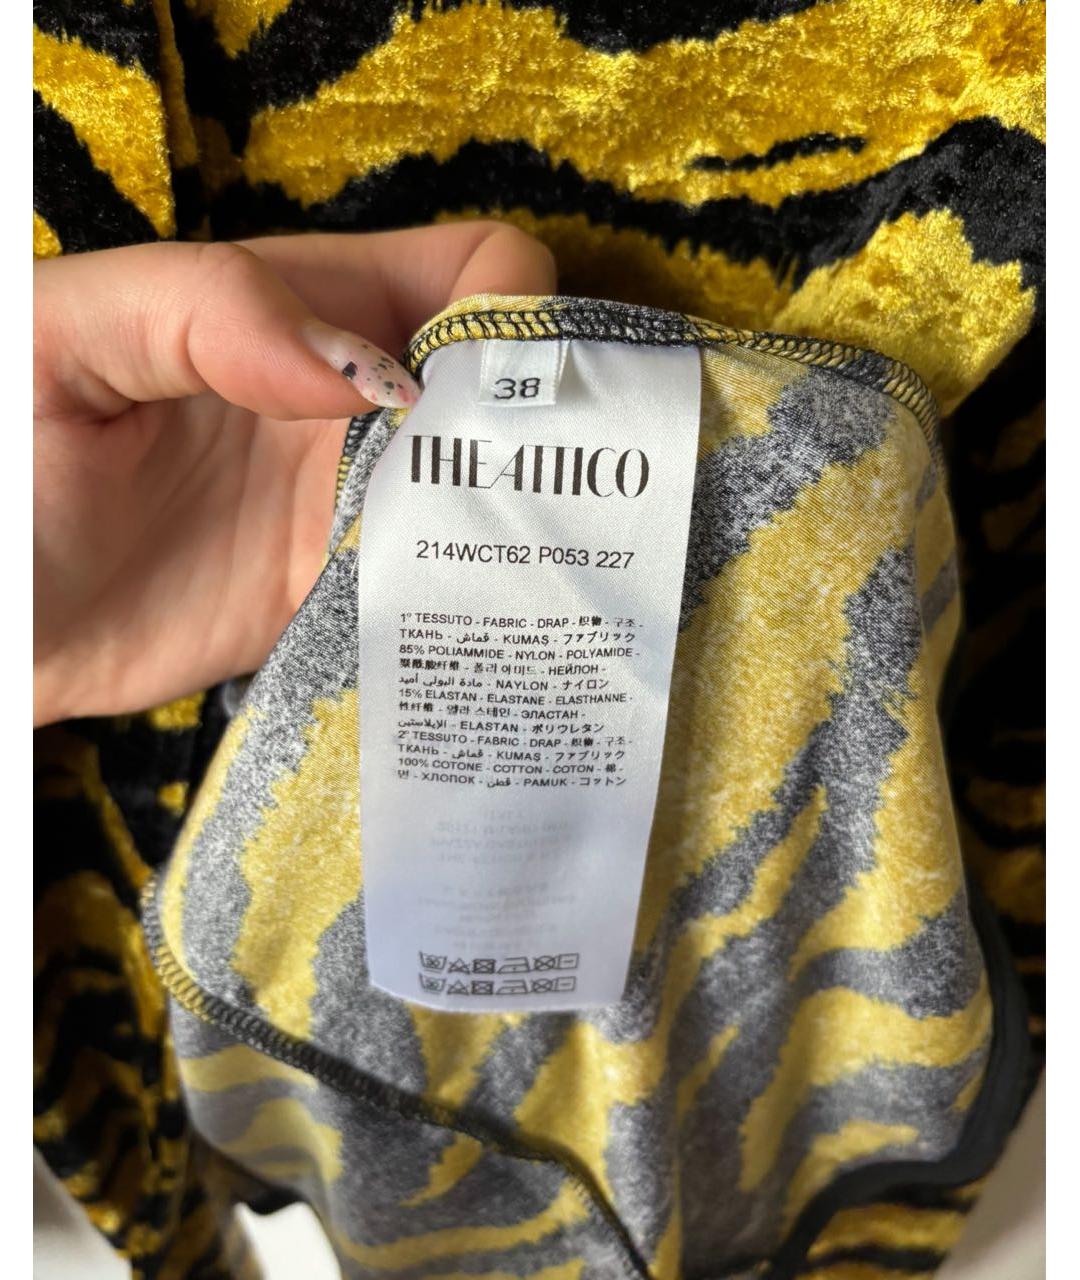 38
THE ATTICO
214WCT62 P053 227
1° TESSUTO - FABRIC - DRAP - 织物 - 구조 -
ТКАНЬ - قماش - KUMAS - ファブリック
85% POLIAMMIDE - NYLON - POLYAMIDE -
聚酰胺纤维 - 폴리 아미드 - НЕЙЛОН -
مادة البولي أميد - NAYLON - ナイロン
15% ELASTAN - ELASTANE - ELASTHANNE -
性纤维 - 엘라 스테인 - ЭЛАСТАН -
الإيلاستين - ELASTAN - ポリウレタン
2° TESSUTO - FABRIC - DRAP - 织物 - 구조 -
ТКАНЬ - قماش - KUMAS - ファブリック
100% COTONE - COTTON - COTON - 棉 -
면 - ХЛОПОК - قطن - PAMUK - コットン